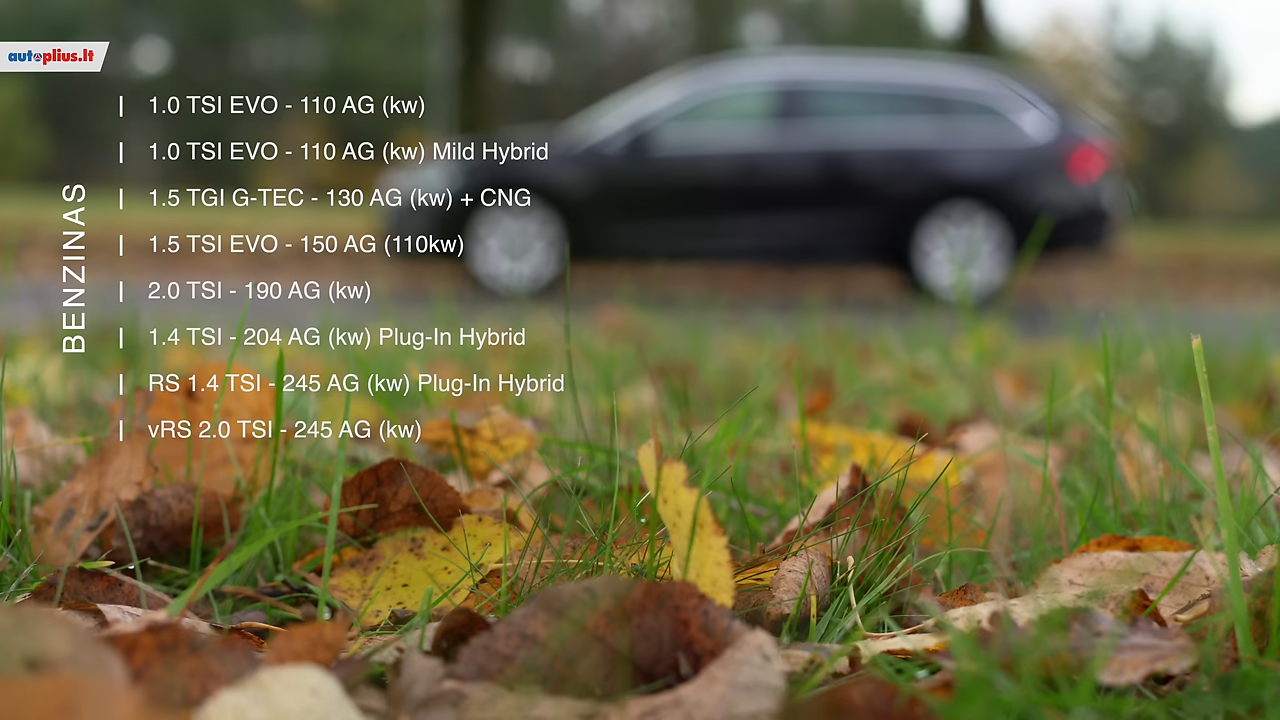 autoplius.lt
BENZINAS
| 1.0 TSI EVO - 110 AG (kw)
| 1.0 TSI EVO - 110 AG (kw) Mild Hybrid
| 1.5 TGI G-TEC - 130 AG (kw) + CNG
| 1.5 TSI EVO - 150 AG (110kw)
| 2.0 TSI - 190 AG (kw)
| 1.4 TSI - 204 AG (kw) Plug-In Hybrid
| RS 1.4 TSI - 245 AG (kw) Plug-In Hybrid
| vRS 2.0 TSI - 245 AG (kw)